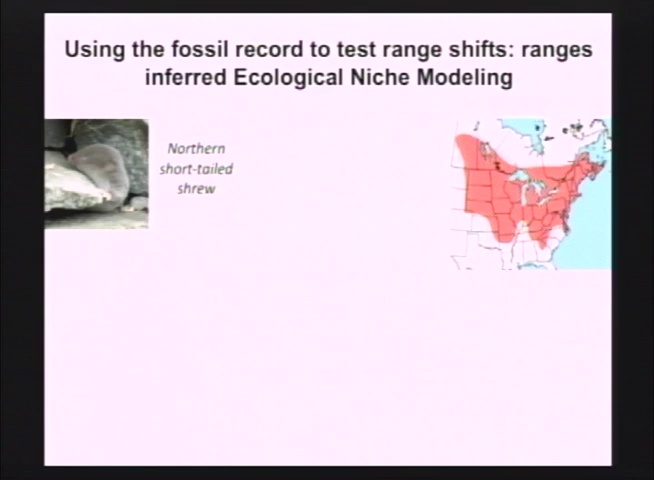 Using the fossil record to test range shifts: ranges
inferred Ecological Niche Modeling
Northern
short-tailed
shrew